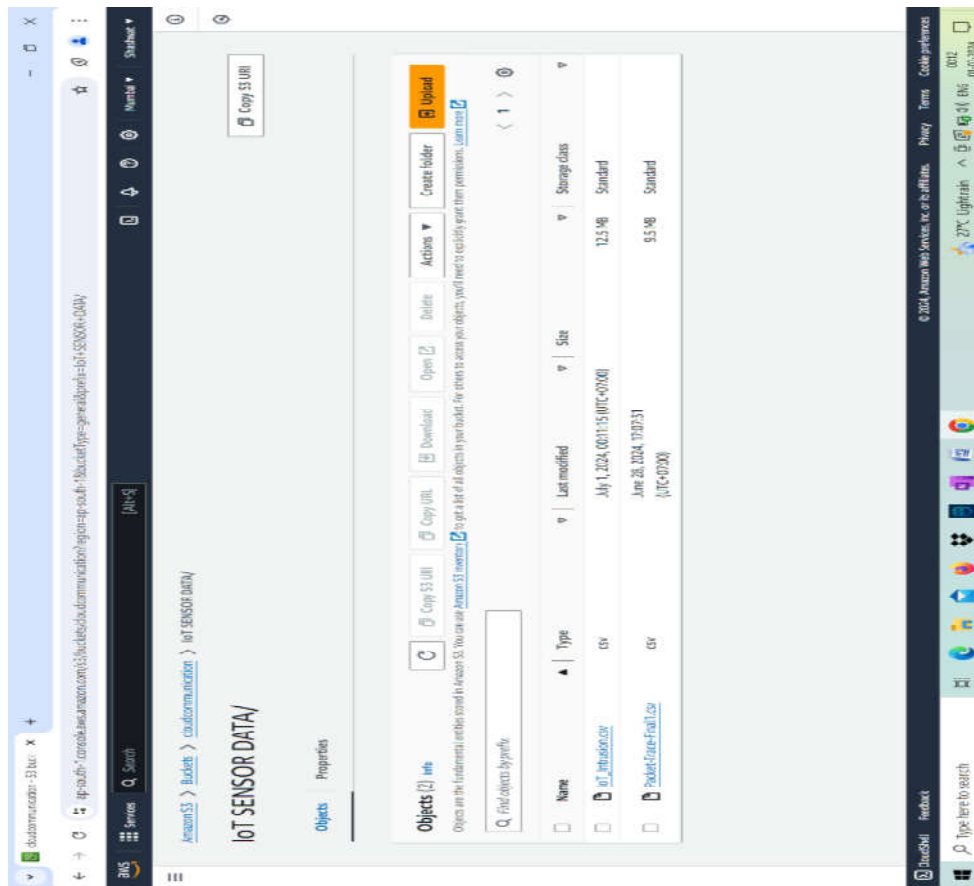 cloudcommunication - S3 buc
ap-south-1.console.aws.amazon.com/s3/buckets/cloudcommunication?region=ap-south-1&bucketType=general&prefix=IoT+SENSOR+DATA/
aws Services Search [Alt+S] Mumbai Shashwat
Amazon S3 > Buckets > cloudcommunication > IoT SENSOR DATA/
IoT SENSOR DATA/
Copy S3 URI
Objects Properties
Objects (2) Info
Copy S3 URI Copy URL Download Open Delete Actions Create folder Upload
Objects are the fundamental entities stored in Amazon S3. You can use Amazon S3 inventory to get a list of all objects in your bucket. For others to access your objects, you'll need to explicitly grant them permissions. Learn more
Find objects by prefix
< 1 >
Name Type Last modified Size Storage class
IoT_Intrusion.csv csv July 1, 2024, 00:11:15 (UTC+07:00) 12.5 MB Standard
Packet-Trace-Final1.csv csv June 28, 2024, 17:07:31 (UTC+07:00) 9.5 MB Standard
CloudShell Feedback © 2024, Amazon Web Services, Inc. or its affiliates. Privacy Terms Cookie preferences
Type here to search 27°C Light rain ENG 00:12